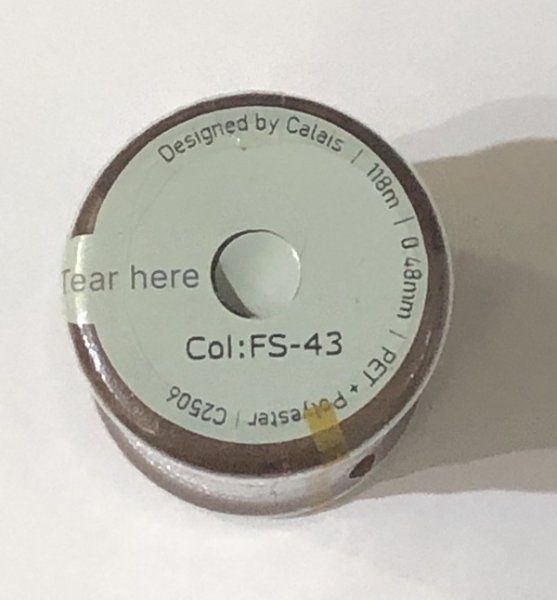 Designed by Calais | 118m | 0.48mm | PET + Polyester | C2506
Tear here
Col:FS-43